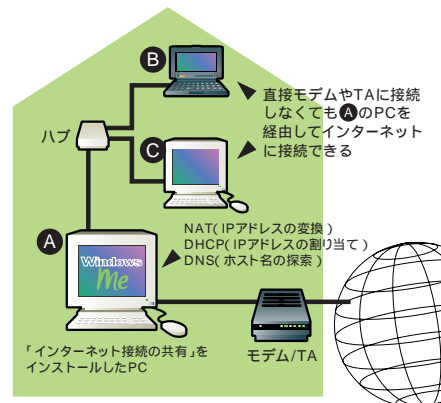 B
直接モデムやTAに接続
しなくてもAのPCを
経由してインターネット
に接続できる
ハブ
C
A
NAT(IPアドレスの変換)
DHCP(IPアドレスの割り当て)
DNS(ホスト名の探索)
Windows
Me
「インターネット接続の共有」を
インストールしたPC
モデム/TA